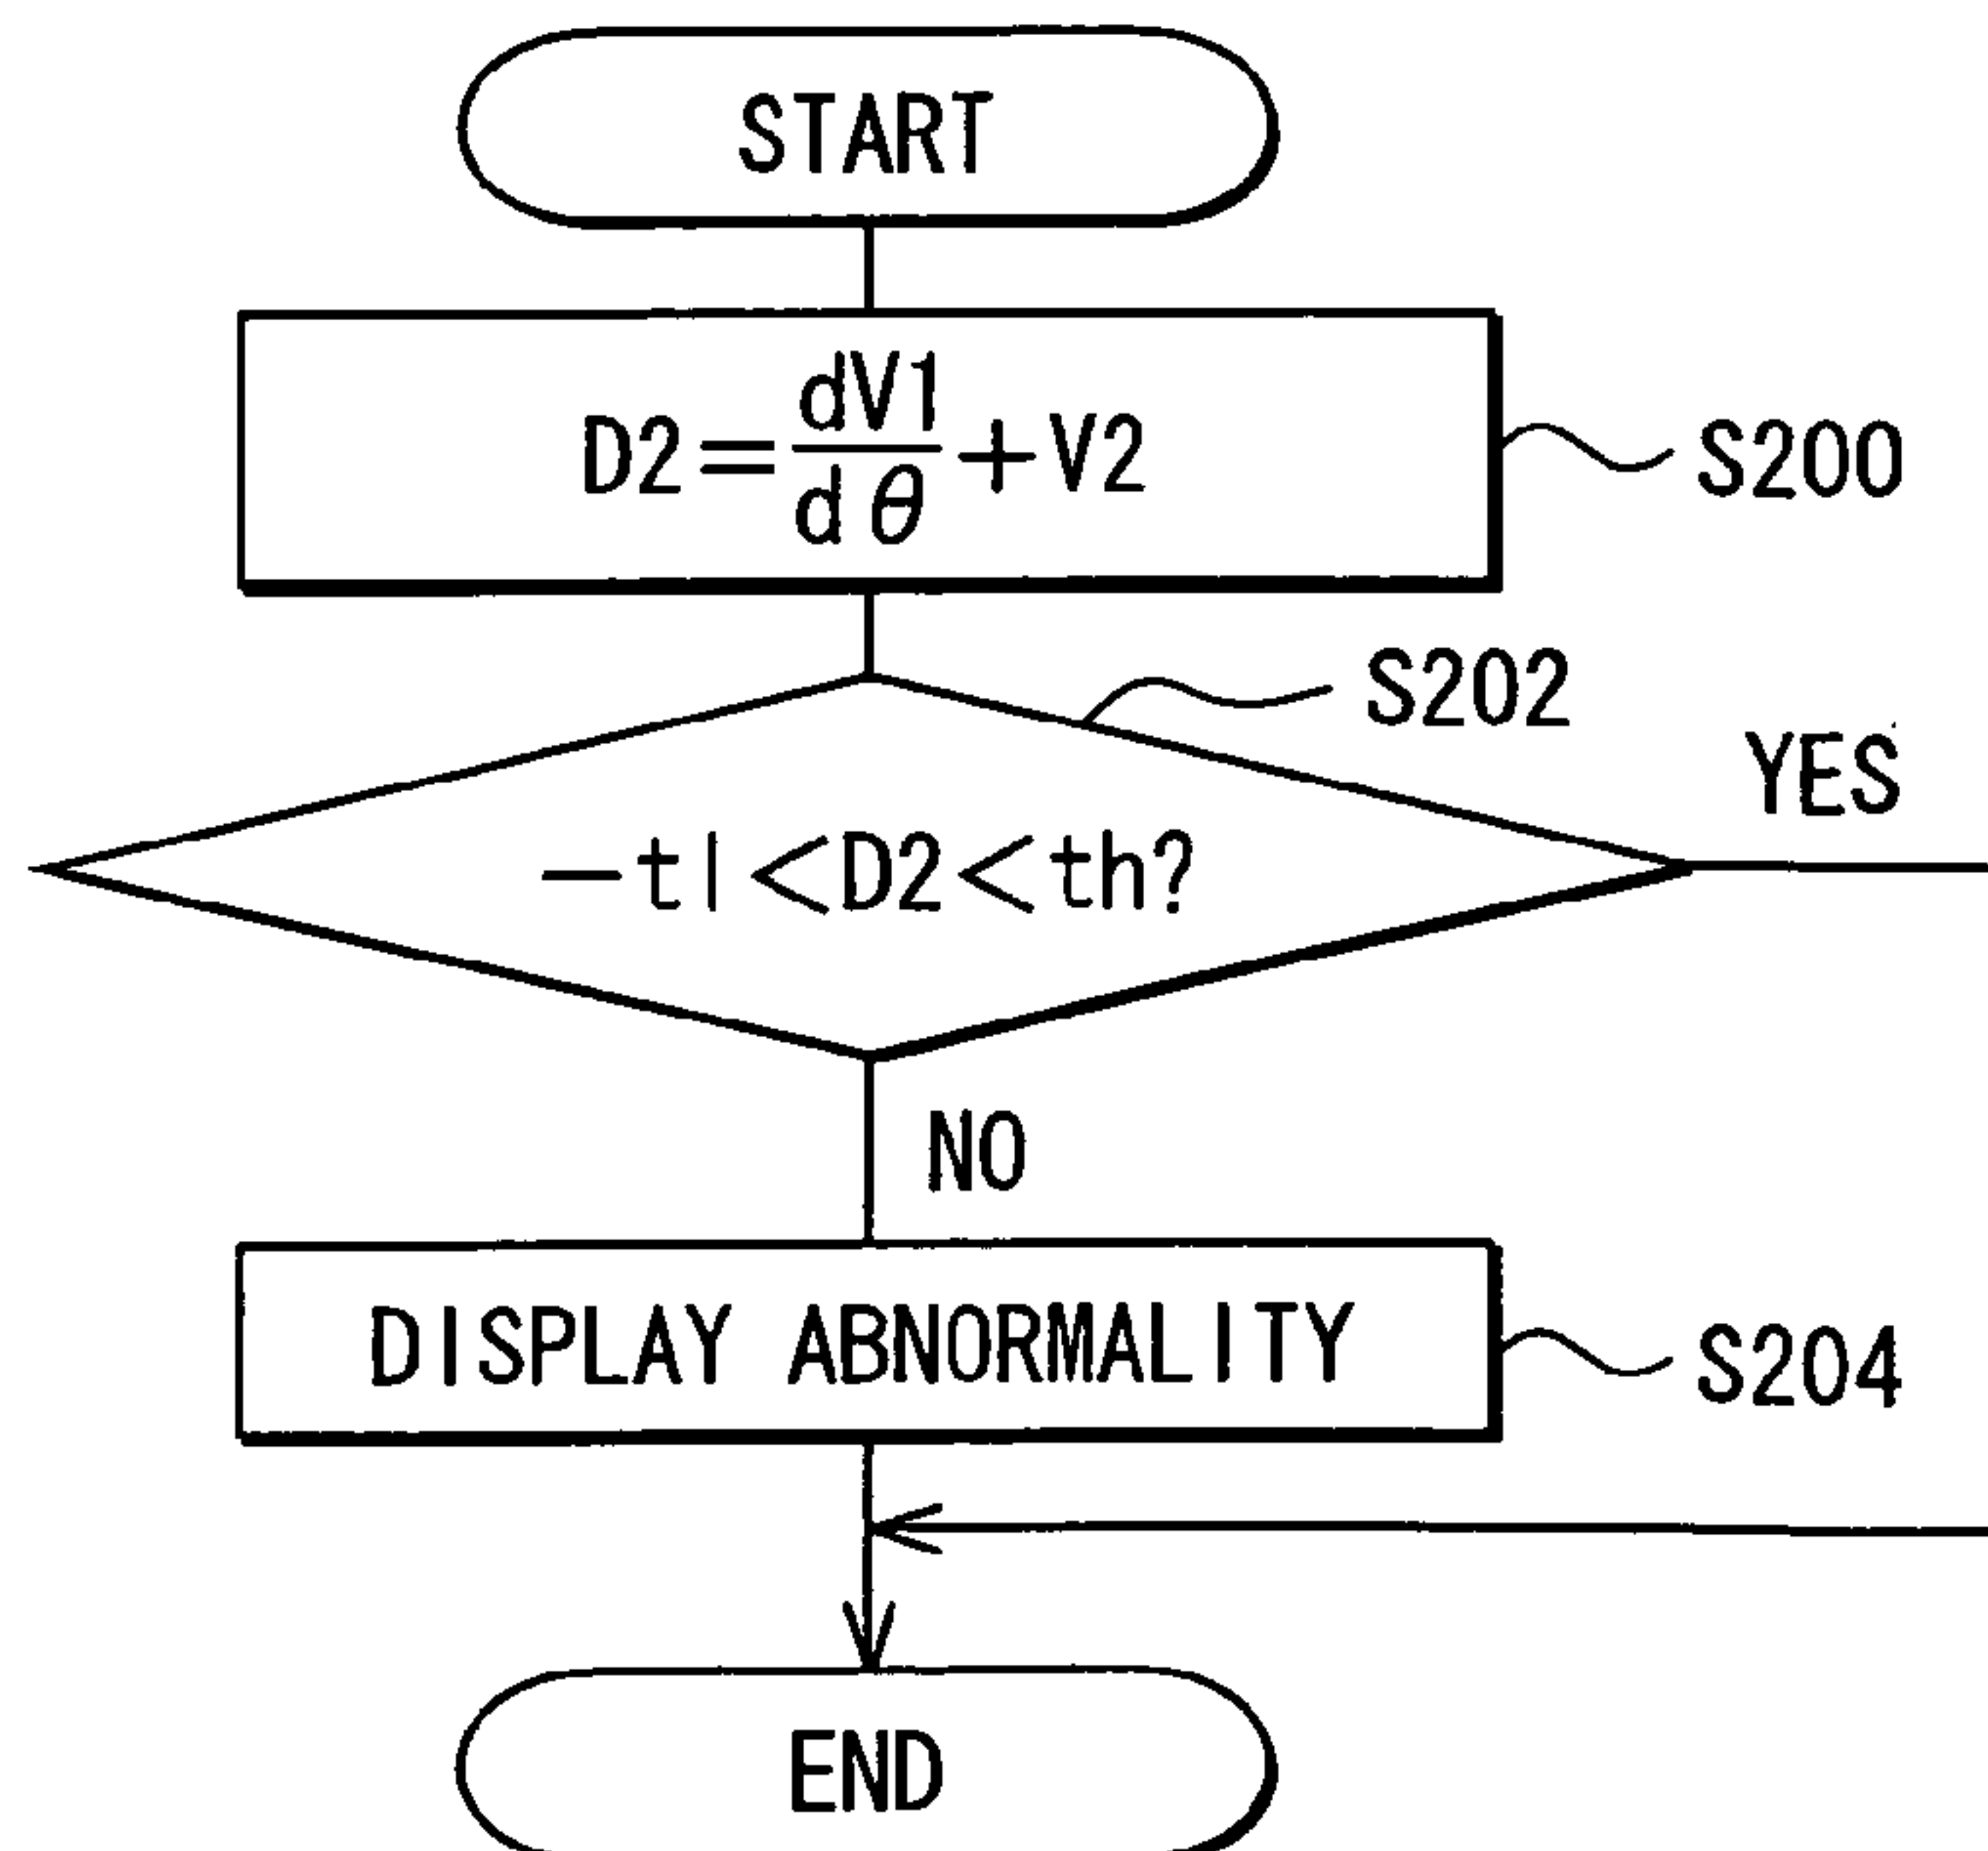 START
D2=dV1/dθ+V2
S200
S202
YES
-tl<D2<th?
NO
DISPLAY ABNORMALITY
S204
END